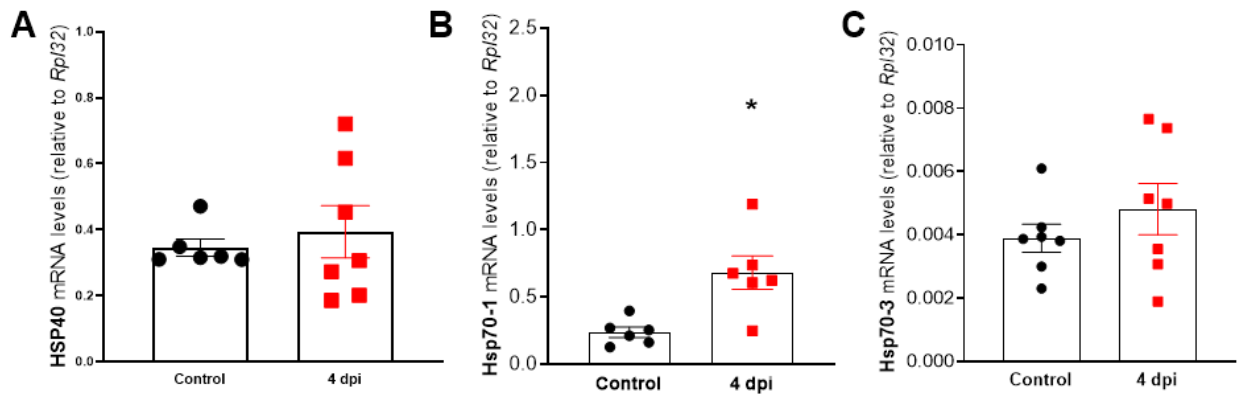 A
HSP40 mRNA levels (relative to Rpl32)
1.0
0.8
0.6
0.4
0.2
0.0
Control
4 dpi
B
Hsp70-1 mRNA levels (relative to Rpl32)
2.5
2.0
1.5
1.0
0.5
0.0
*
Control
4 dpi
C
Hsp70-3 mRNA levels (relative to Rpl32)
0.010
0.008
0.006
0.004
0.002
0.000
Control
4 dpi